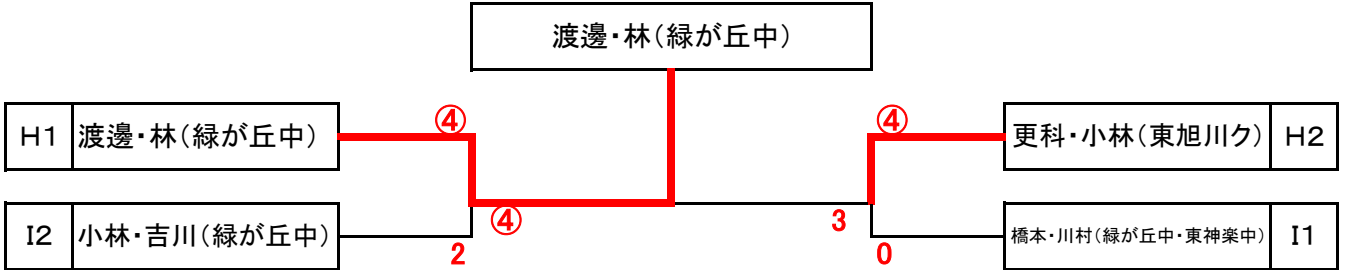 渡邊・林(緑が丘中)
④
④
H1 渡邊・林(緑が丘中)
更科・小林(東旭川ク) H2
④
3
I2 小林・吉川(緑が丘中)
橋本・川村(緑が丘中・東神楽中) I1
2
0